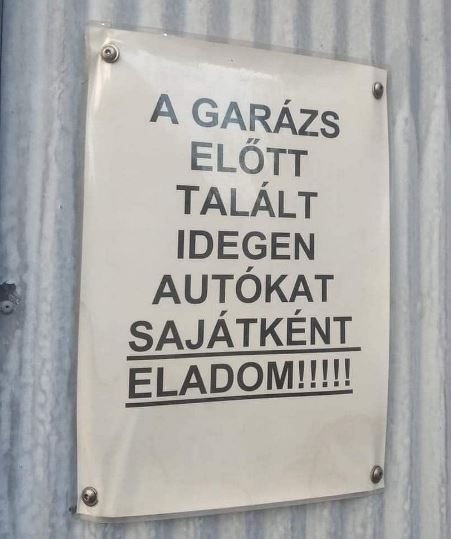 A GARÁZS
ELŐTT
TALÁLT
IDEGEN
AUTÓKAT
SAJÁTKÉNT
ELADOM!!!!!